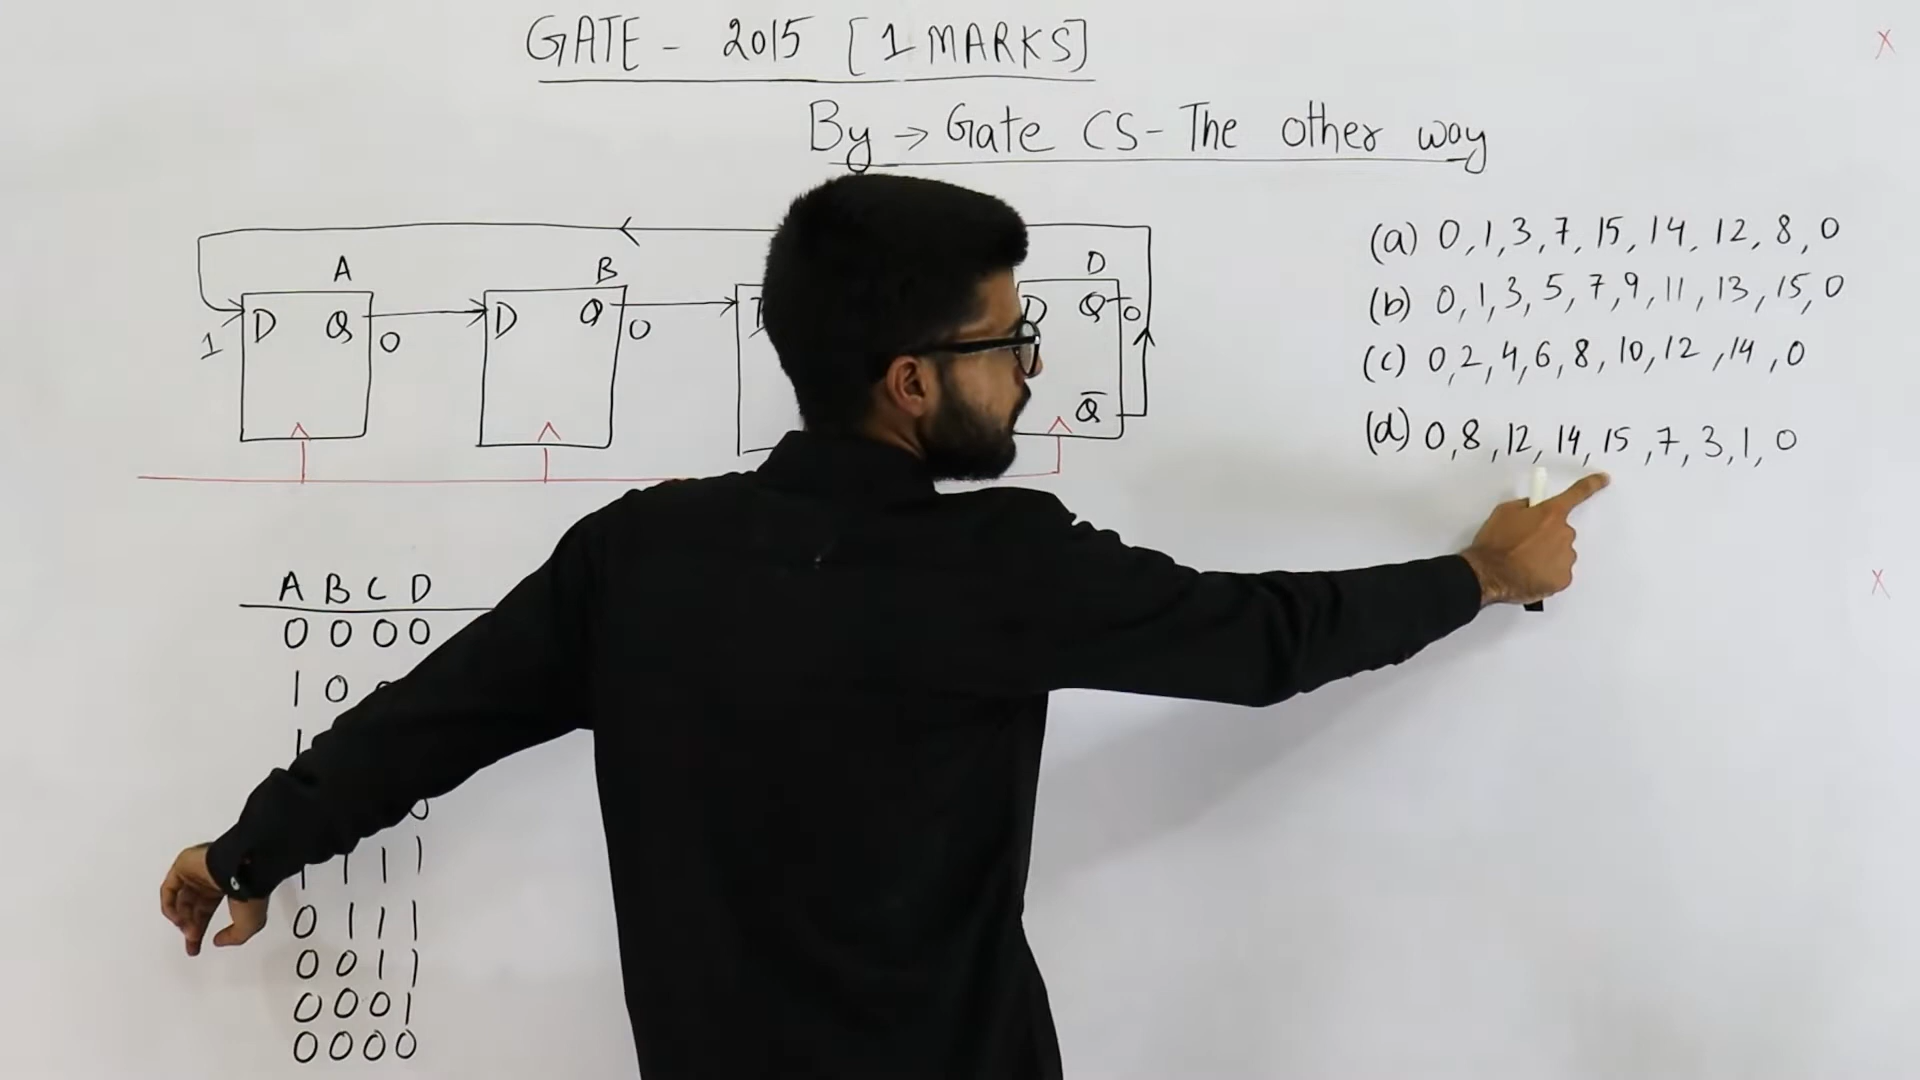 GATE - 2015 [1 MARKS]
By → Gate CS - The other way
A B D
D Q D Q D Q
1 0 0 0
Q̅
(a) 0,1,3,7,15,14,12,8,0
(b) 0,1,3,5,7,9,11,13,15,0
(c) 0,2,4,6,8,10,12,14,0
(d) 0,8,12,14,15,7,3,1,0
A B C D
0 0 0 0
1 0
1
1 1 1 1
0 1 1 1
0 0 1 1
0 0 0 1
0 0 0 0